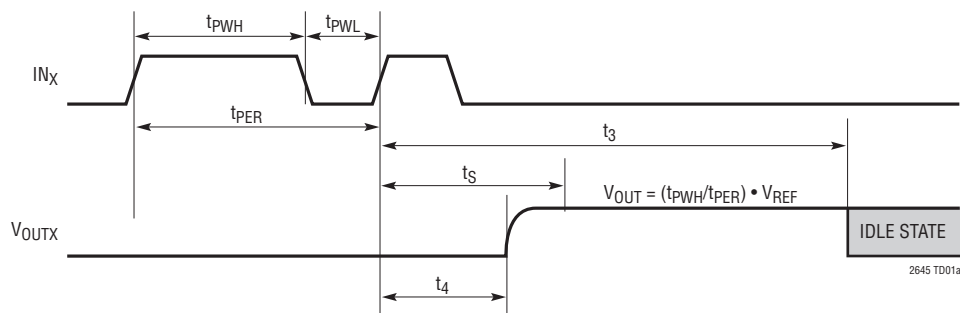 tPWH
tPWL
INX
tPER
t3
tS
VOUT = (tPWH/tPER) • VREF
VOUTX
IDLE STATE
2645 TD01a
t4